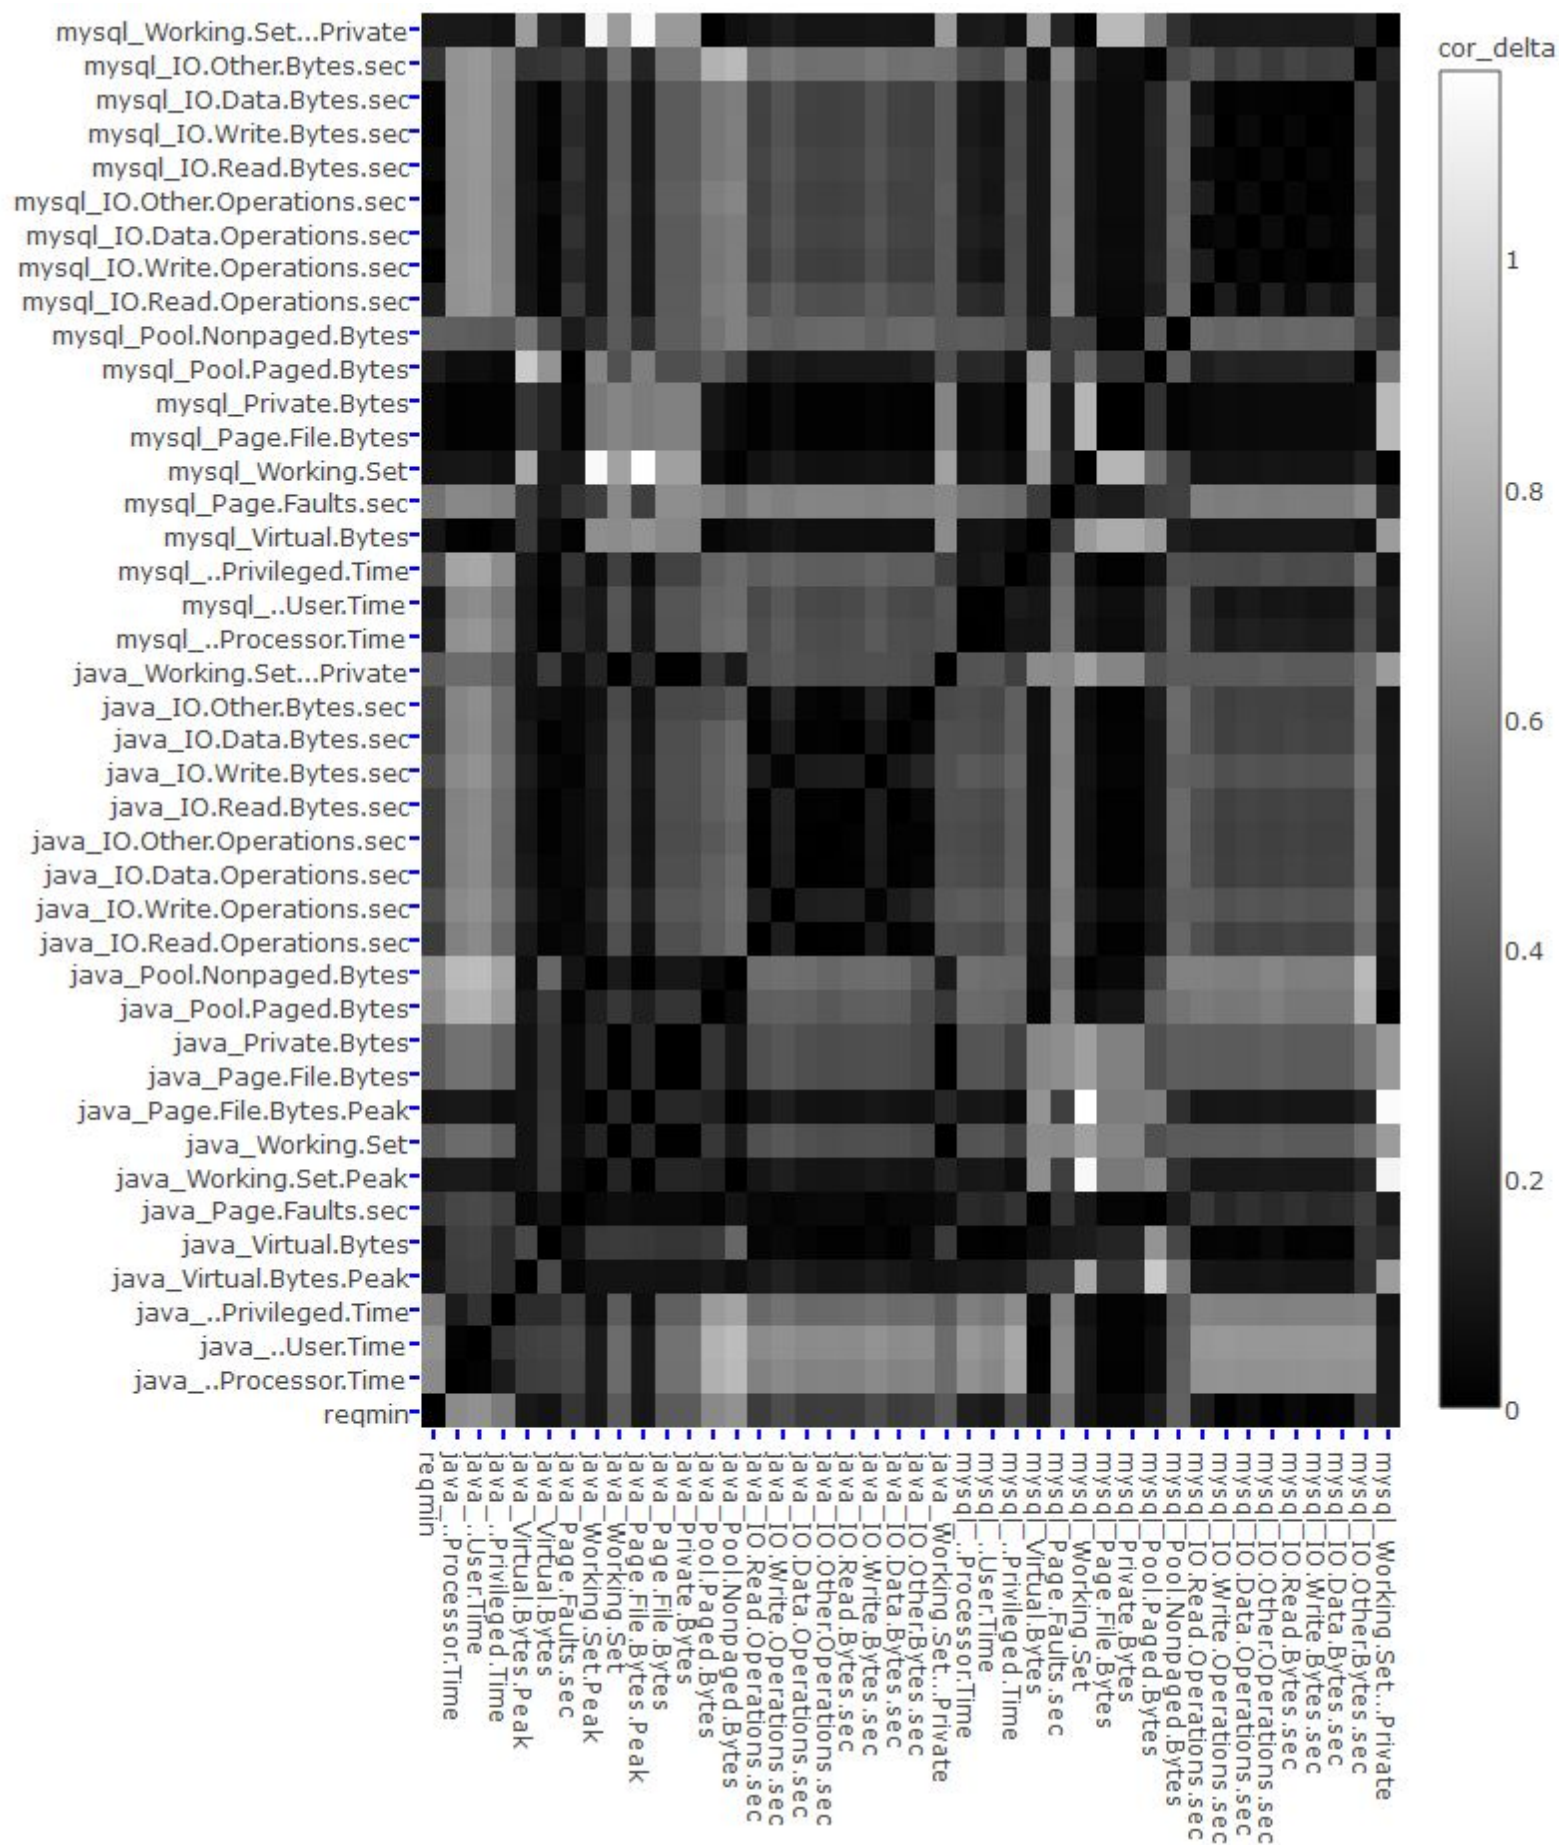 mysql_Working.Set...Private
mysql_IO.Other.Bytes.sec
mysql_IO.Data.Bytes.sec
mysql_IO.Write.Bytes.sec
mysql_IO.Read.Bytes.sec
mysql_IO.Other.Operations.sec
mysql_IO.Data.Operations.sec
mysql_IO.Write.Operations.sec
mysql_IO.Read.Operations.sec
mysql_Pool.Nonpaged.Bytes
mysql_Pool.Paged.Bytes
mysql_Private.Bytes
mysql_Page.File.Bytes
mysql_Working.Set
mysql_Page.Faults.sec
mysql_Virtual.Bytes
mysql_..Privileged.Time
mysql_..User.Time
mysql_..Processor.Time
java_Working.Set...Private
java_IO.Other.Bytes.sec
java_IO.Data.Bytes.sec
java_IO.Write.Bytes.sec
java_IO.Read.Bytes.sec
java_IO.Other.Operations.sec
java_IO.Data.Operations.sec
java_IO.Write.Operations.sec
java_IO.Read.Operations.sec
java_Pool.Nonpaged.Bytes
java_Pool.Paged.Bytes
java_Private.Bytes
java_Page.File.Bytes
java_Page.File.Bytes.Peak
java_Working.Set
java_Working.Set.Peak
java_Page.Faults.sec
java_Virtual.Bytes
java_Virtual.Bytes.Peak
java_..Privileged.Time
java_..User.Time
java_..Processor.Time
reqmin
reqmin
java_..Processor.Time
java_..User.Time
java_..Privileged.Time
java_Virtual.Bytes.Peak
java_Virtual.Bytes
java_Page.Faults.sec
java_Working.Set.Peak
java_Working.Set
java_Page.File.Bytes.Peak
java_Page.File.Bytes
java_Private.Bytes
java_Pool.Paged.Bytes
java_Pool.Nonpaged.Bytes
java_IO.Read.Operations.sec
java_IO.Write.Operations.sec
java_IO.Data.Operations.sec
java_IO.Other.Operations.sec
java_IO.Read.Bytes.sec
java_IO.Write.Bytes.sec
java_IO.Data.Bytes.sec
java_IO.Other.Bytes.sec
java_Working.Set...Private
mysql_..Processor.Time
mysql_..User.Time
mysql_..Privileged.Time
mysql_Virtual.Bytes
mysql_Page.Faults.sec
mysql_Working.Set
mysql_Page.File.Bytes
mysql_Private.Bytes
mysql_Pool.Paged.Bytes
mysql_Pool.Nonpaged.Bytes
mysql_IO.Read.Operations.sec
mysql_IO.Write.Operations.sec
mysql_IO.Data.Operations.sec
mysql_IO.Other.Operations.sec
mysql_IO.Read.Bytes.sec
mysql_IO.Write.Bytes.sec
mysql_IO.Data.Bytes.sec
mysql_IO.Other.Bytes.sec
mysql_Working.Set...Private
cor_delta
1
0.8
0.6
0.4
0.2
0